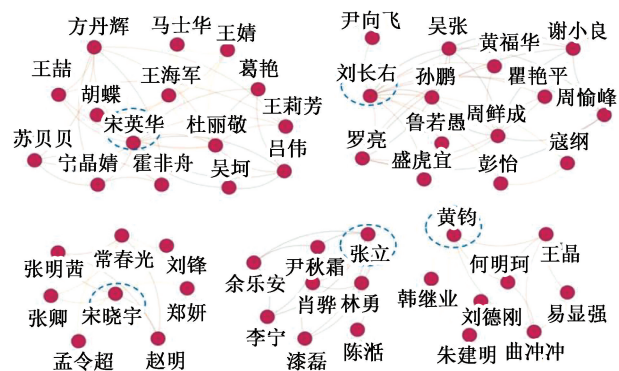 方丹辉
马士华
王婧
王喆
王海军
葛艳
胡蝶
宋英华
杜丽敬
王莉芳
苏贝贝
宁晶婧
霍非舟
吴坷
吕伟
尹向飞
吴张
黄福华
谢小良
刘长右
孙鹏
瞿艳平
周愉峰
鲁若愚
周鲜成
罗亮
盛虎宜
彭怡
寇纲
张明茜
常春光
刘锋
张卿
宋晓宇
郑妍
孟令超
赵明
张立
余乐安
尹秋霜
肖骅
林勇
李宁
漆磊
陈湉
黄钧
何明珂
王晶
韩继业
刘德刚
易显强
朱建明
曲冲冲